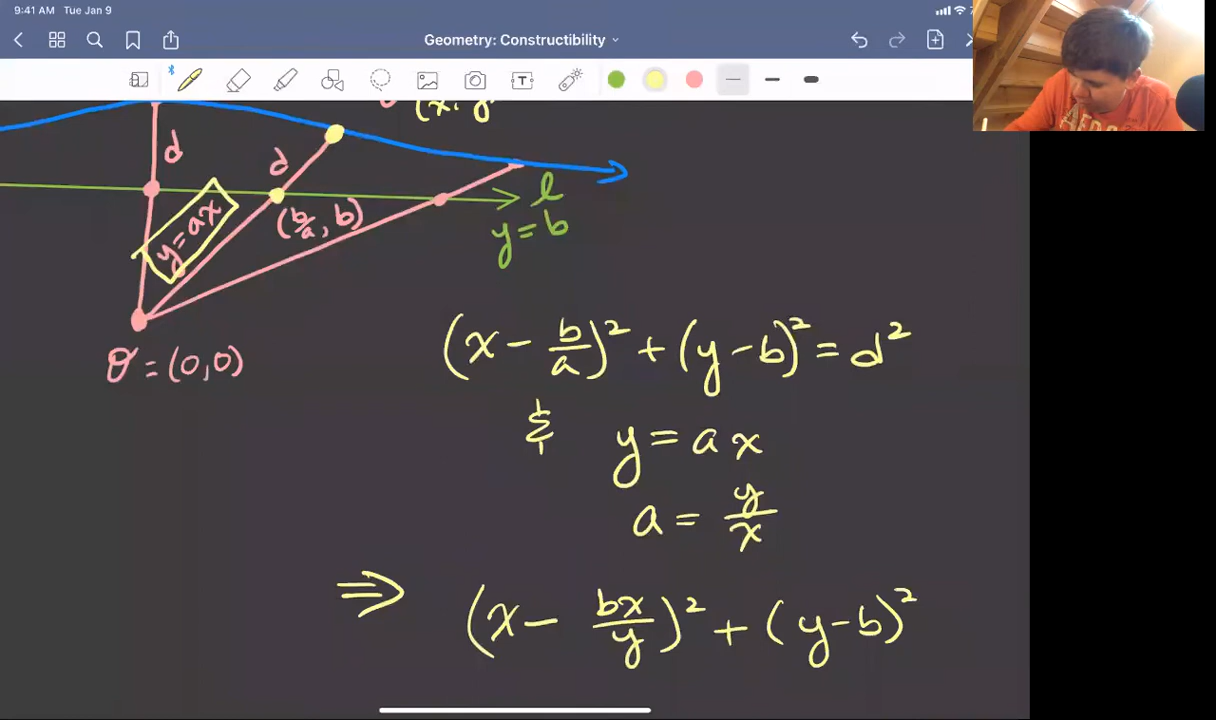 9:41 AM Tue Jan 9
Geometry: Constructibility
(x, y
d
d
y=ax
(b/a, b)
l
y=b
O=(0,0)
(x - b/a)² + (y-b)² = d²
& y = ax
a = y/x
⇒ (x - bx/y)² + (y-b)²